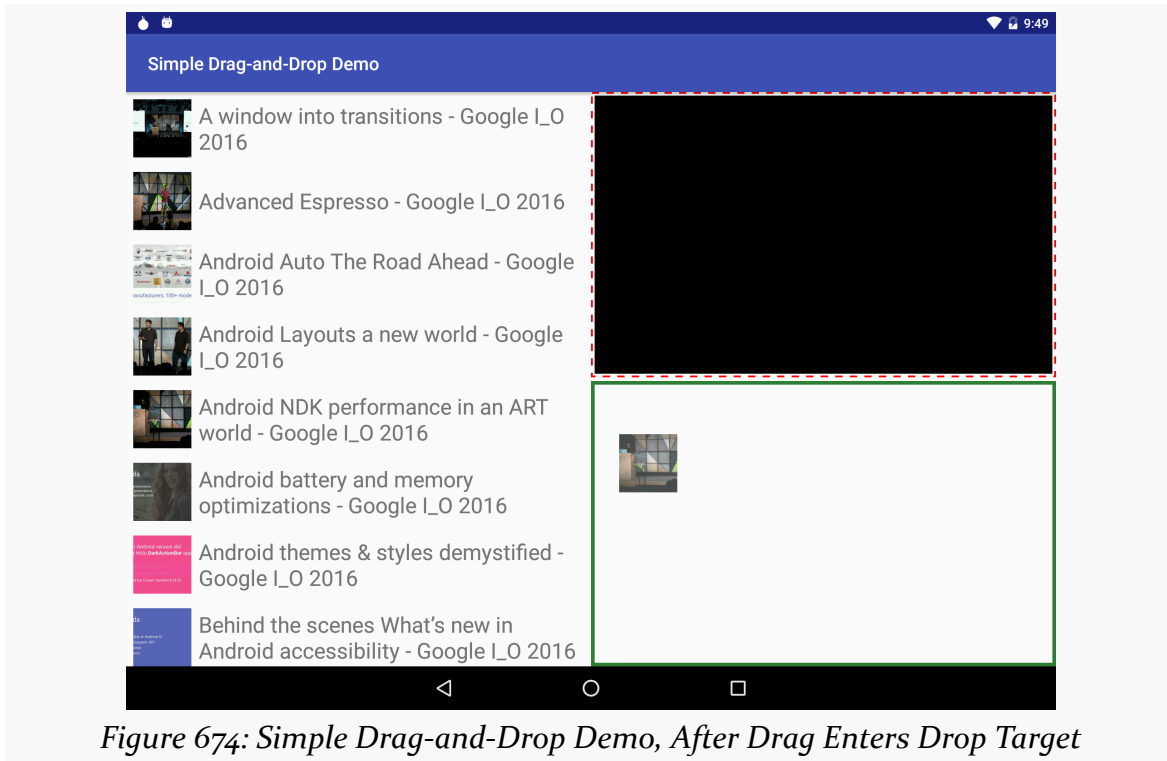 9:49
Simple Drag-and-Drop Demo
A window into transitions - Google I_O
2016
Advanced Espresso - Google I_O 2016
Android Auto The Road Ahead - Google
I_O 2016
anufacturers, 100+ mode
Android Layouts a new world - Google
I_O 2016
Android NDK performance in an ART
world - Google I_O 2016
Android battery and memory
optimizations - Google I_O 2016
Android themes & styles demystified -
Google I_O 2016
Behind the scenes What’s new in
Android accessibility - Google I_O 2016
Figure 674: Simple Drag-and-Drop Demo, After Drag Enters Drop Target